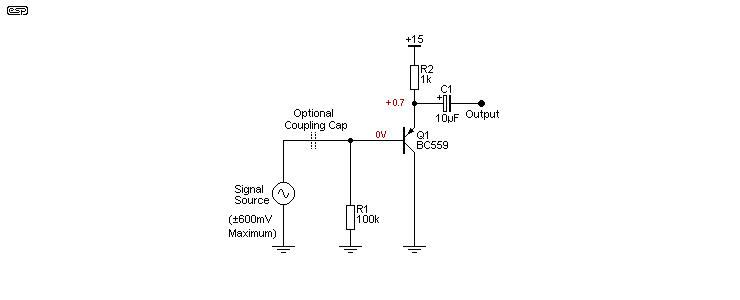 esp
+15
R2
1k
C1
+0.7
+
10µF
Output
Optional
Coupling Cap
0V
Q1
BC559
Signal
Source
R1
100k
(±600mV
Maximum)